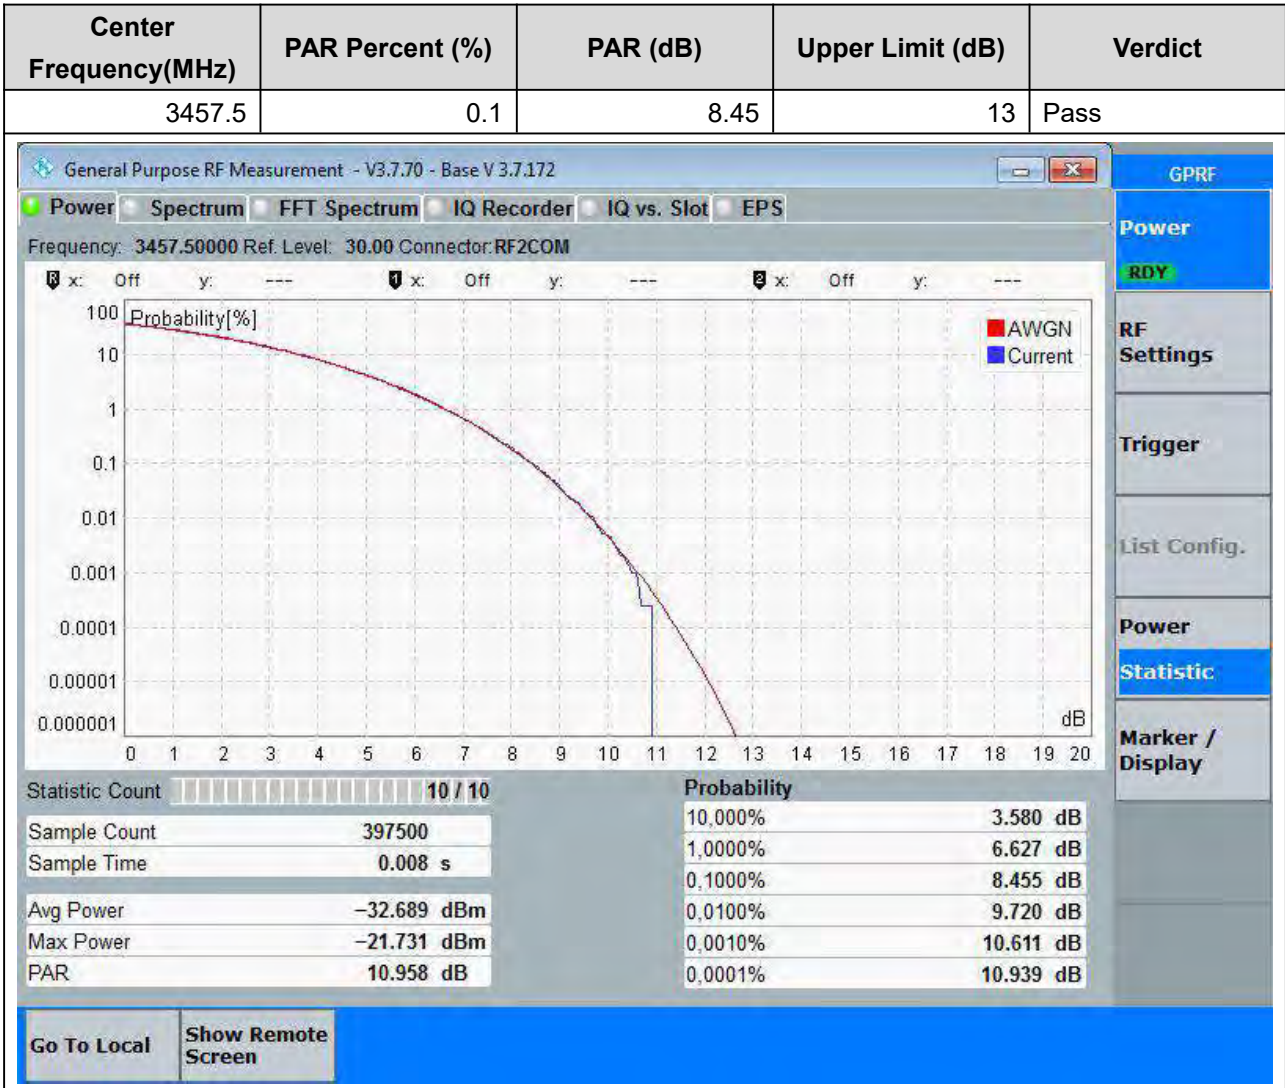 Center Frequency(MHz) PAR Percent (%) PAR (dB) Upper Limit (dB) Verdict
3457.5 0.1 8.45 13 Pass
General Purpose RF Measurement - V3.7.70 - Base V 3.7.172
GPRF
Power Spectrum FFT Spectrum IQ Recorder IQ vs. Slot EPS
Frequency: 3457.50000 Ref. Level: 30.00 Connector:RF2COM
R x: Off y: --- 1 x: Off y: --- 2 x: Off y: ---
Probability[%]
AWGN
Current
100
10
1
0.1
0.01
0.001
0.0001
0.00001
0.000001
dB
0 1 2 3 4 5 6 7 8 9 10 11 12 13 14 15 16 17 18 19 20
Statistic Count 10 / 10
Sample Count 397500
Sample Time 0.008 s
Avg Power −32.689 dBm
Max Power −21.731 dBm
PAR 10.958 dB
Probability
10,000% 3.580 dB
1,0000% 6.627 dB
0,1000% 8.455 dB
0,0100% 9.720 dB
0,0010% 10.611 dB
0,0001% 10.939 dB
Power
RDY
RF
Settings
Trigger
List Config.
Power
Statistic
Marker /
Display
Go To Local
Show Remote
Screen